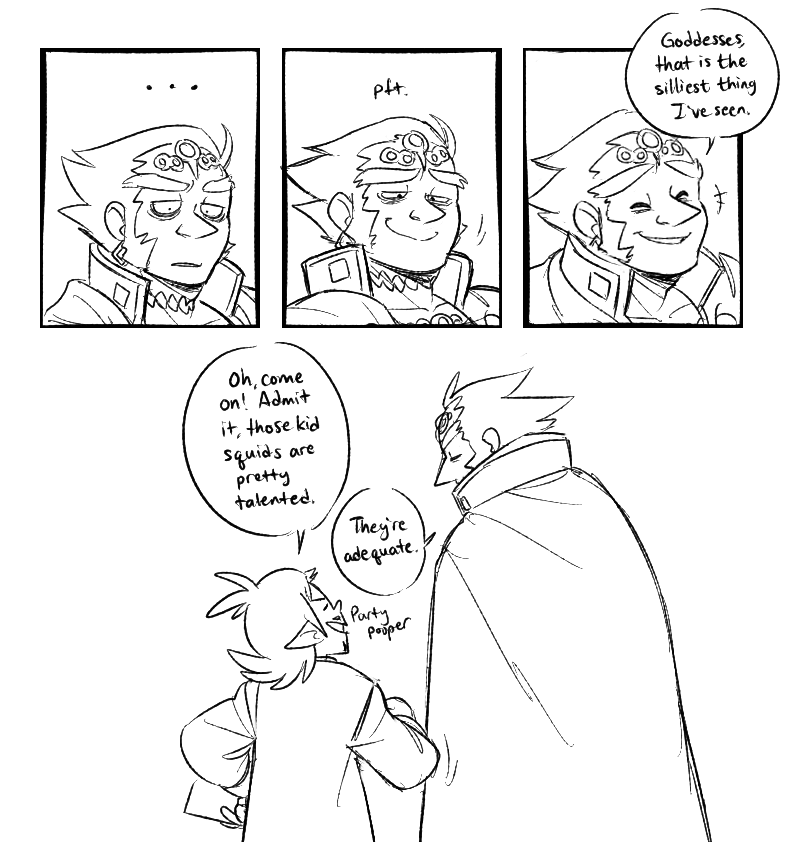 ...
pft.
Goddesses,
that is the
silliest thing
I've seen.
Oh, come
on! Admit
it, those kid
squids are
pretty
talented.
They're
adequate.
Party
pooper